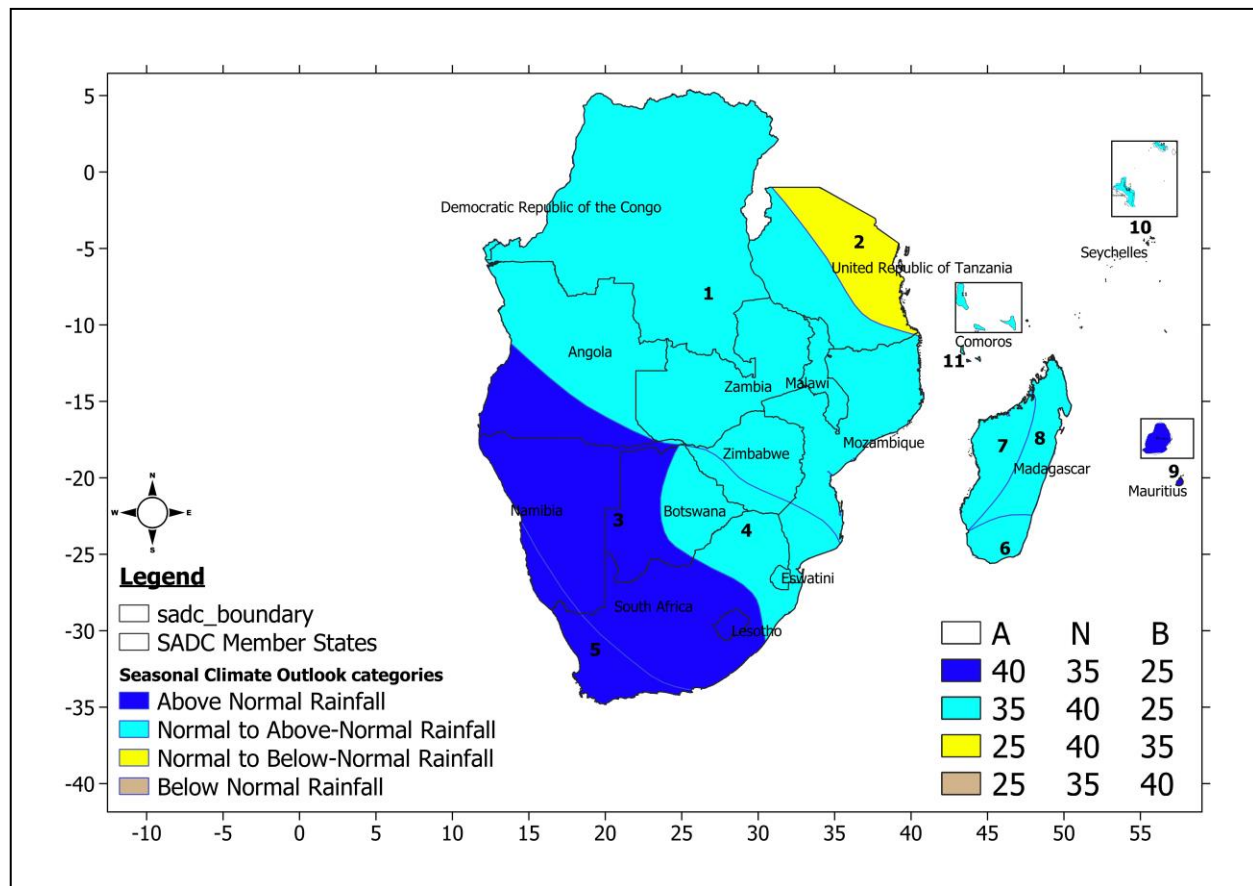 5
0
-5
-10
-15
-20
-25
-30
-35
-40
-10
-5
0
5
10
15
20
25
30
35
40
45
50
55
Democratic Republic of the Congo
1
2
United Republic of Tanzania
10
Seychelles
Comoros
11
Angola
Zambia
Malawi
Mozambique
Zimbabwe
7
8
Madagascar
6
9
Mauritius
Namibia
3
Botswana
4
Eswatini
South Africa
Lesotho
5
N
W
E
S
Legend
sadc_boundary
SADC Member States
Seasonal Climate Outlook categories
Above Normal Rainfall
Normal to Above-Normal Rainfall
Normal to Below-Normal Rainfall
Below Normal Rainfall
A N B
40 35 25
35 40 25
25 40 35
25 35 40